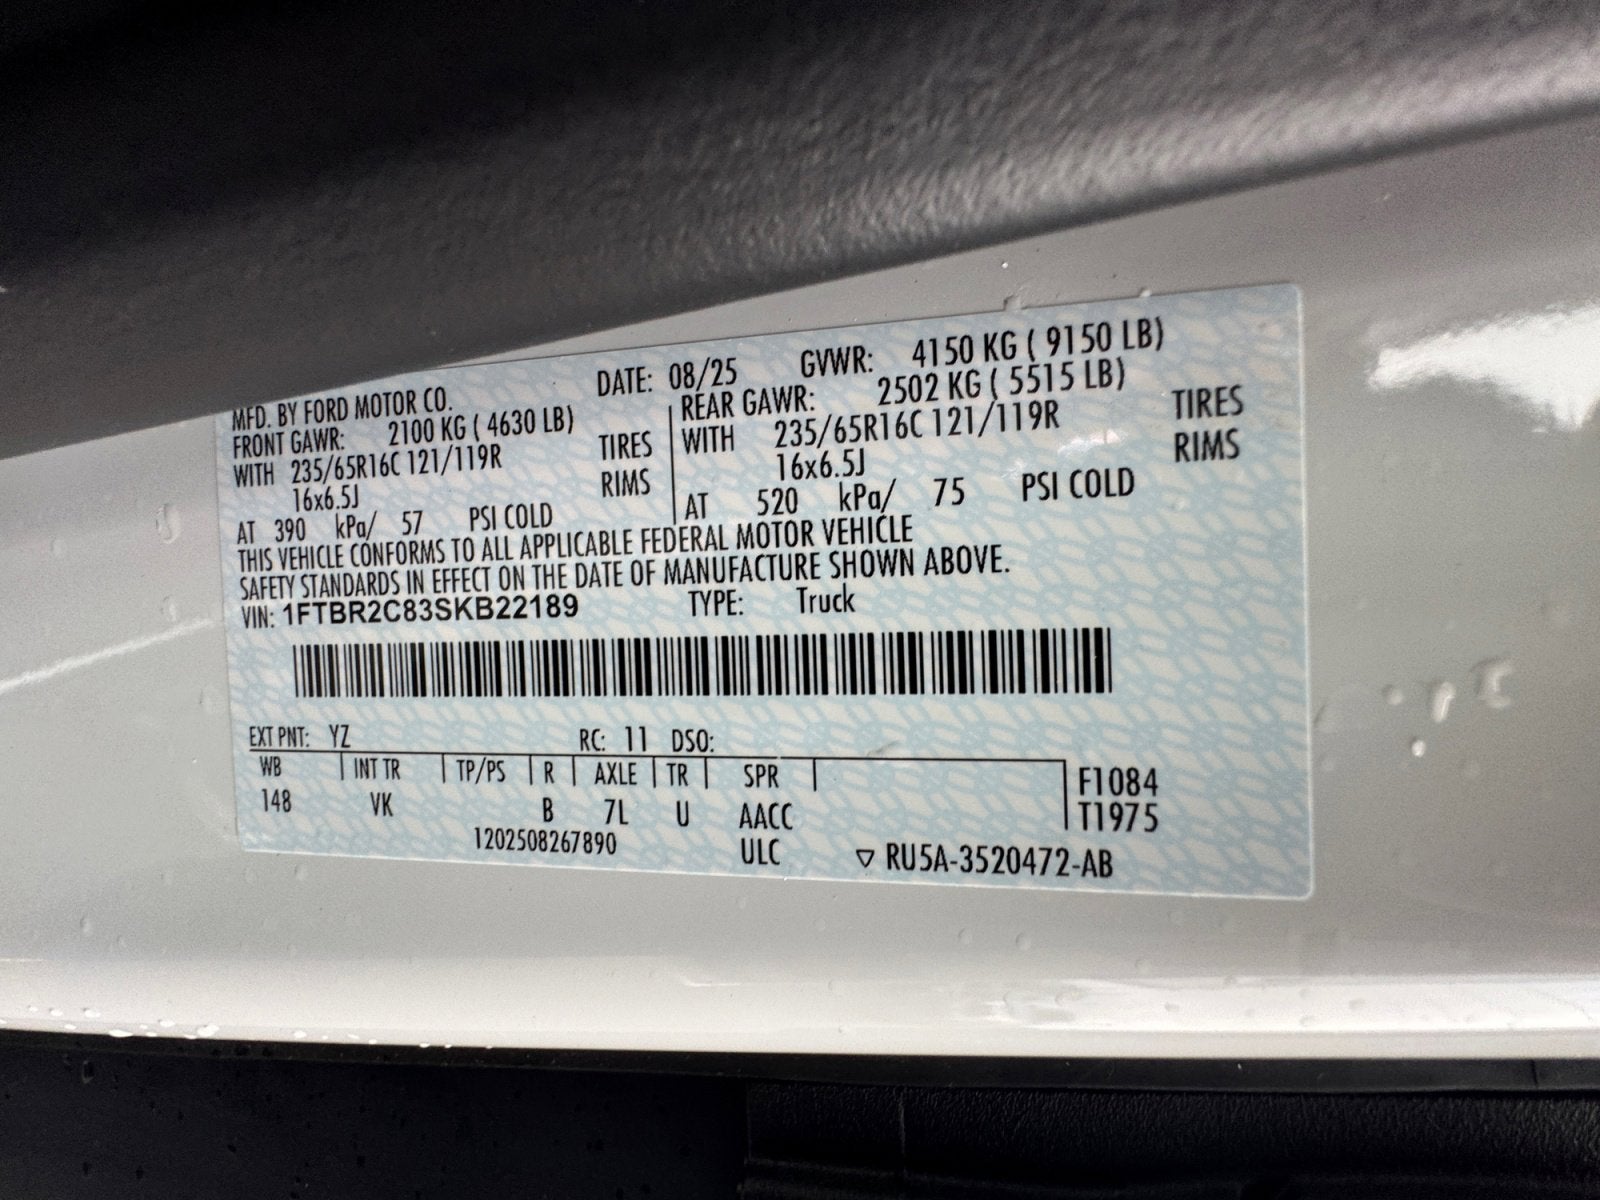 MFD. BY FORD MOTOR CO. DATE: 08/25 GVWR: 4150 KG ( 9150 LB)
FRONT GAWR: 2100 KG ( 4630 LB) REAR GAWR: 2502 KG ( 5515 LB)
WITH 235/65R16C 121/119R TIRES WITH 235/65R16C 121/119R TIRES
16x6.5J RIMS 16x6.5J RIMS
AT 390 kPa/ 57 PSI COLD AT 520 kPa/ 75 PSI COLD
THIS VEHICLE CONFORMS TO ALL APPLICABLE FEDERAL MOTOR VEHICLE
SAFETY STANDARDS IN EFFECT ON THE DATE OF MANUFACTURE SHOWN ABOVE.
VIN: 1FTBR2C83SKB22189 TYPE: Truck
EXT PNT: YZ RC: 11 DSO:
WB INT TR TP/PS R AXLE TR SPR F1084
148 VK B 7L U AACC T1975
1202508267890 ULC ▽ RU5A-3520472-AB